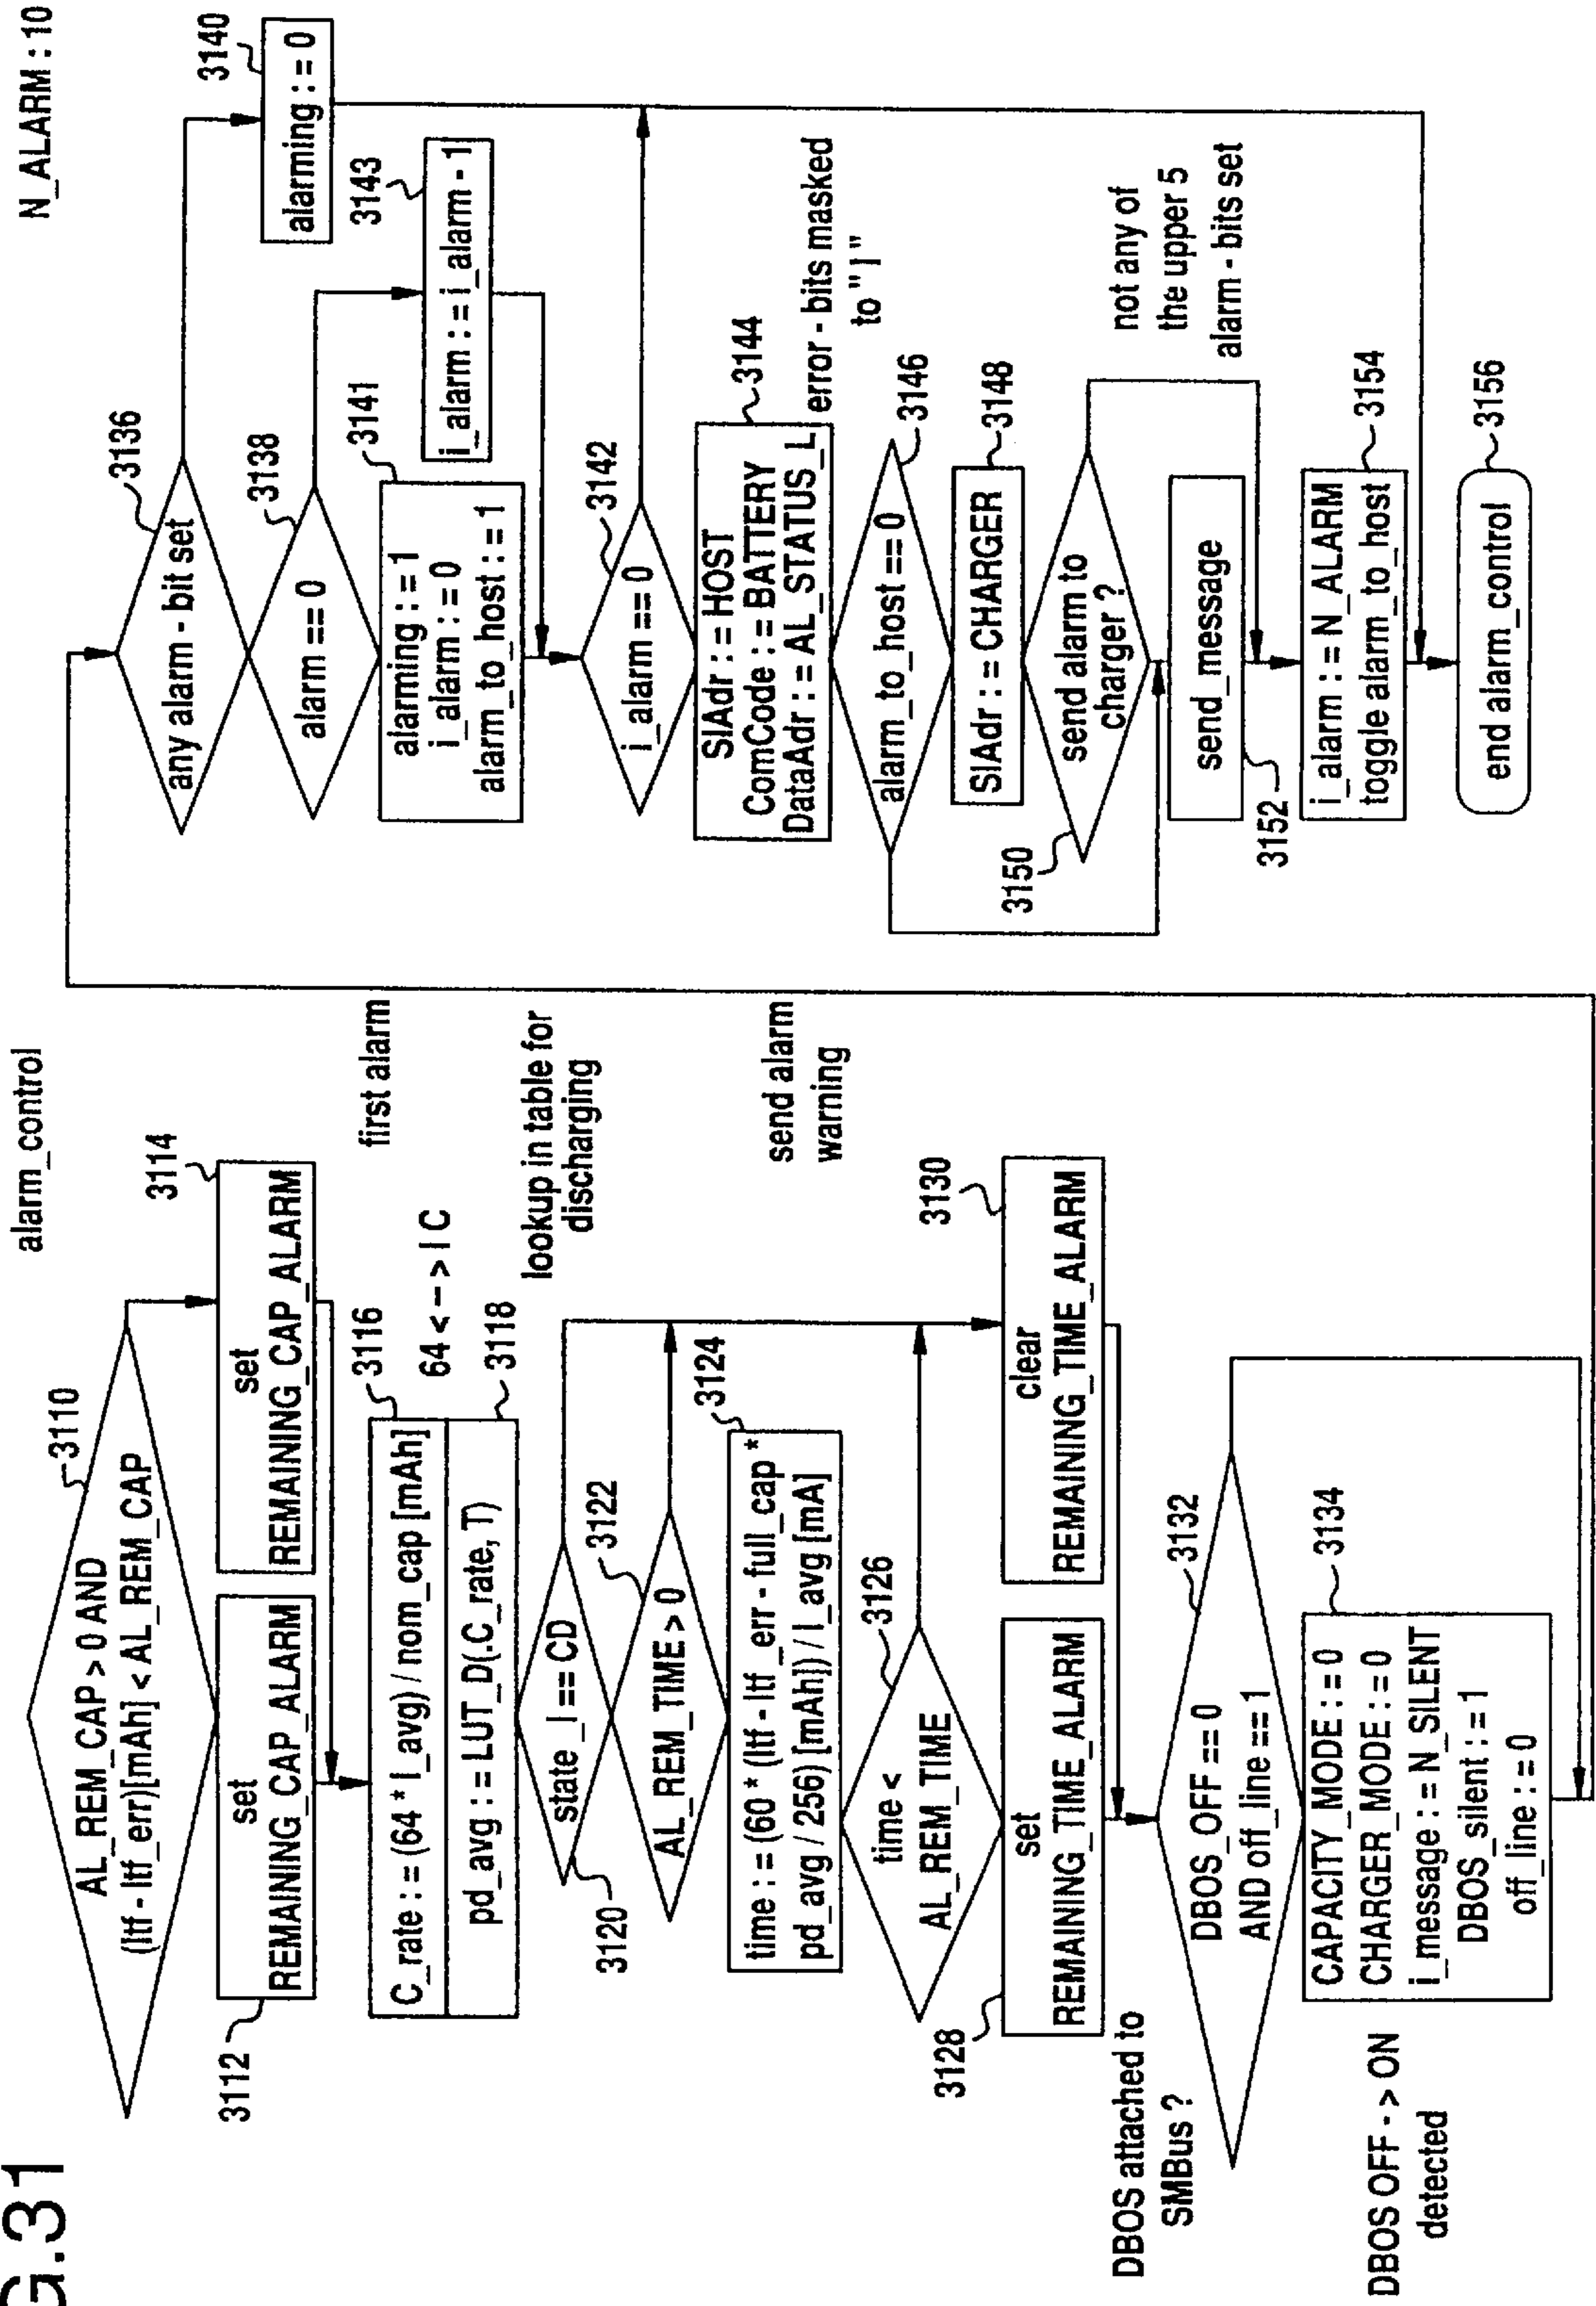 G.31
alarm_control
AL_REM_CAP > 0 AND
(ltf - ltf_err)[mAh] < AL_REM_CAP
3110
set
REMAINING_CAP_ALARM
3112
set
REMAINING_CAP_ALARM
3114
first alarm
C_rate : = (64 * I_avg) / nom_cap [mAh]
3116
64 < - > I C
pd_avg : = LUT_D(.C_rate, T)
3118
lookup in table for
discharging
state_I == CD
3120
AL_REM_TIME > 0
3122
time : = (60 * (ltf - ltf_err - full_cap *
pd_avg / 256) [mAh]) / I_avg [mA]
3124
send alarm
warning
time <
AL_REM_TIME
3126
set
REMAINING_TIME_ALARM
3128
clear
REMAINING_TIME_ALARM
3130
DBOS attached to
SMBus ?
DBOS_OFF == 0
AND off_line == 1
3132
DBOS OFF - > ON
detected
CAPACITY_MODE : = 0
CHARGER_MODE : = 0
i_message : = N_SILENT
DBOS_silent : = 1
off_line : = 0
3134
N_ALARM : 10
any alarm - bit set
3136
alarming : = 0
3140
alarm == 0
3138
alarming : = 1
i_alarm : = 0
alarm_to_host : = 1
3141
i_alarm : = i_alarm - 1
3143
i_alarm == 0
3142
SlAdr : = HOST
ComCode : = BATTERY
DataAdr : = AL_STATUS_L
3144
error - bits masked
to "1"
alarm_to_host == 0
3146
SlAdr : = CHARGER
3148
send alarm to
charger ?
3150
not any of
the upper 5
alarm - bits set
send_message
3152
i_alarm : = N_ALARM
toggle alarm_to_host
3154
end alarm_control
3156